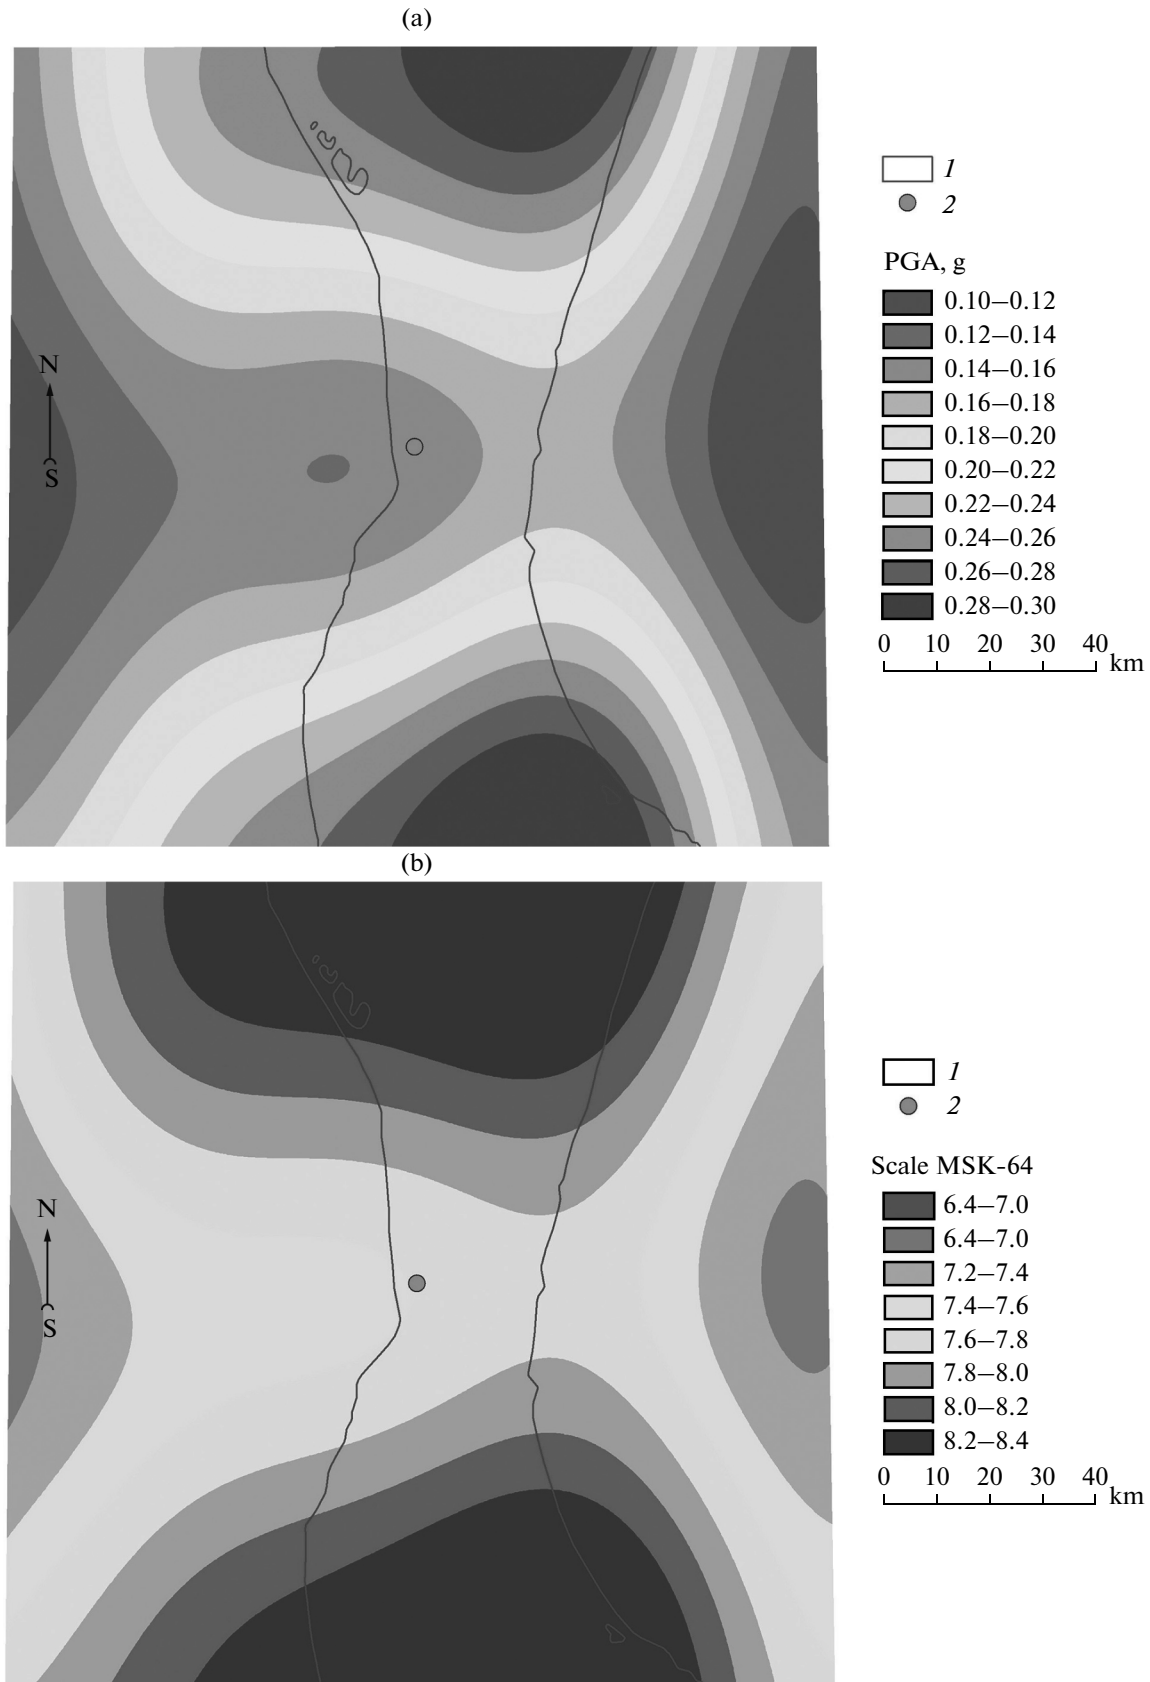 (a)
1
2
PGA, g
0.10–0.12
0.12–0.14
0.14–0.16
0.16–0.18
0.18–0.20
0.20–0.22
0.22–0.24
0.24–0.26
0.26–0.28
0.28–0.30
0 10 20 30 40
km
N
S
(b)
1
2
Scale MSK-64
6.4–7.0
6.4–7.0
7.2–7.4
7.4–7.6
7.6–7.8
7.8–8.0
8.0–8.2
8.2–8.4
0 10 20 30 40
km
N
S